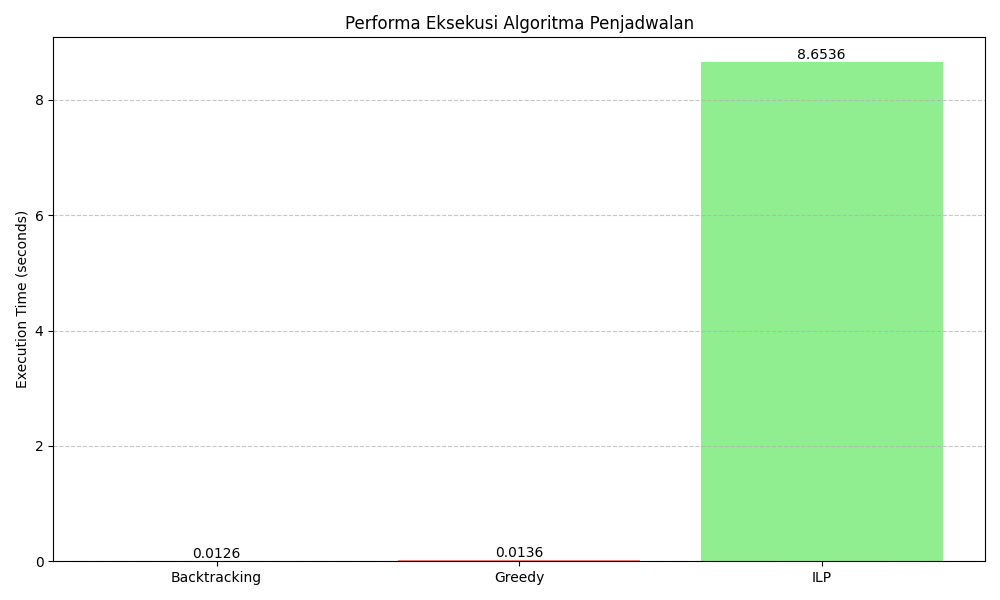 Performa Eksekusi Algoritma Penjadwalan
Execution Time (seconds)
8
6
4
2
0
0.0126
0.0136
8.6536
Backtracking
Greedy
ILP